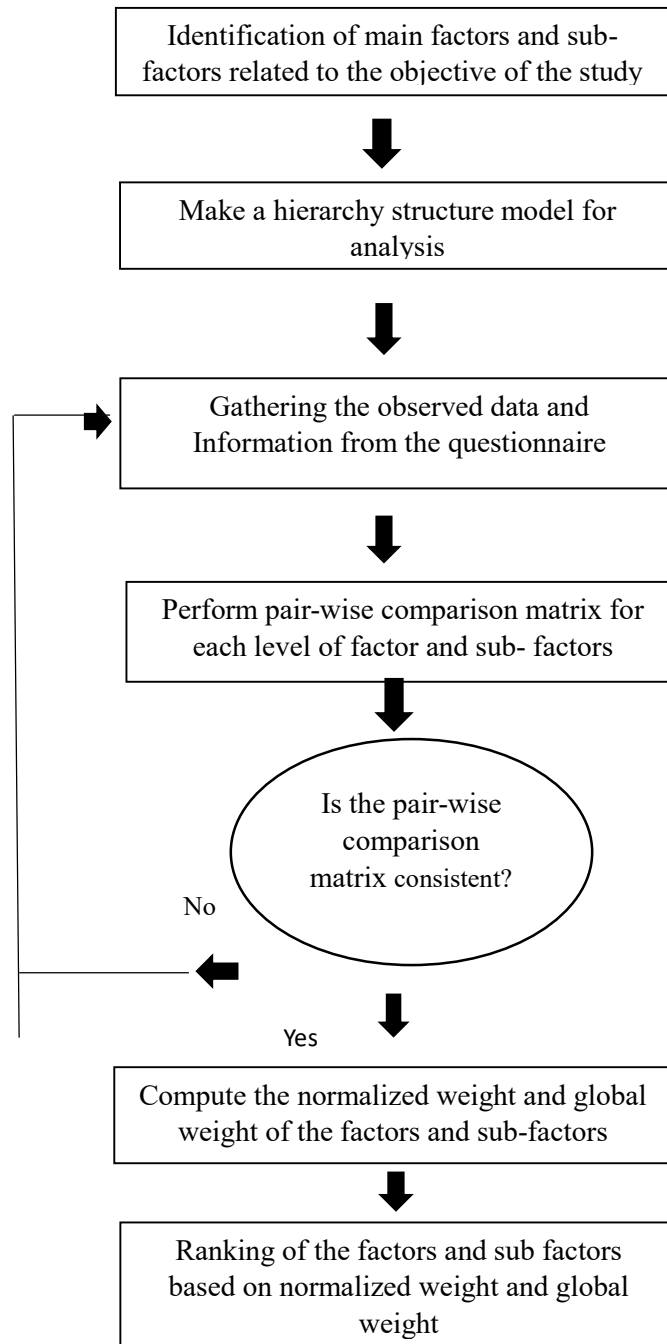 Identification of main factors and sub-
factors related to the objective of the study
Make a hierarchy structure model for
analysis
Gathering the observed data and
Information from the questionnaire
Perform pair-wise comparison matrix for
each level of factor and sub- factors
Is the pair-wise
comparison
matrix consistent?
No
Yes
Compute the normalized weight and global
weight of the factors and sub-factors
Ranking of the factors and sub factors
based on normalized weight and global
weight